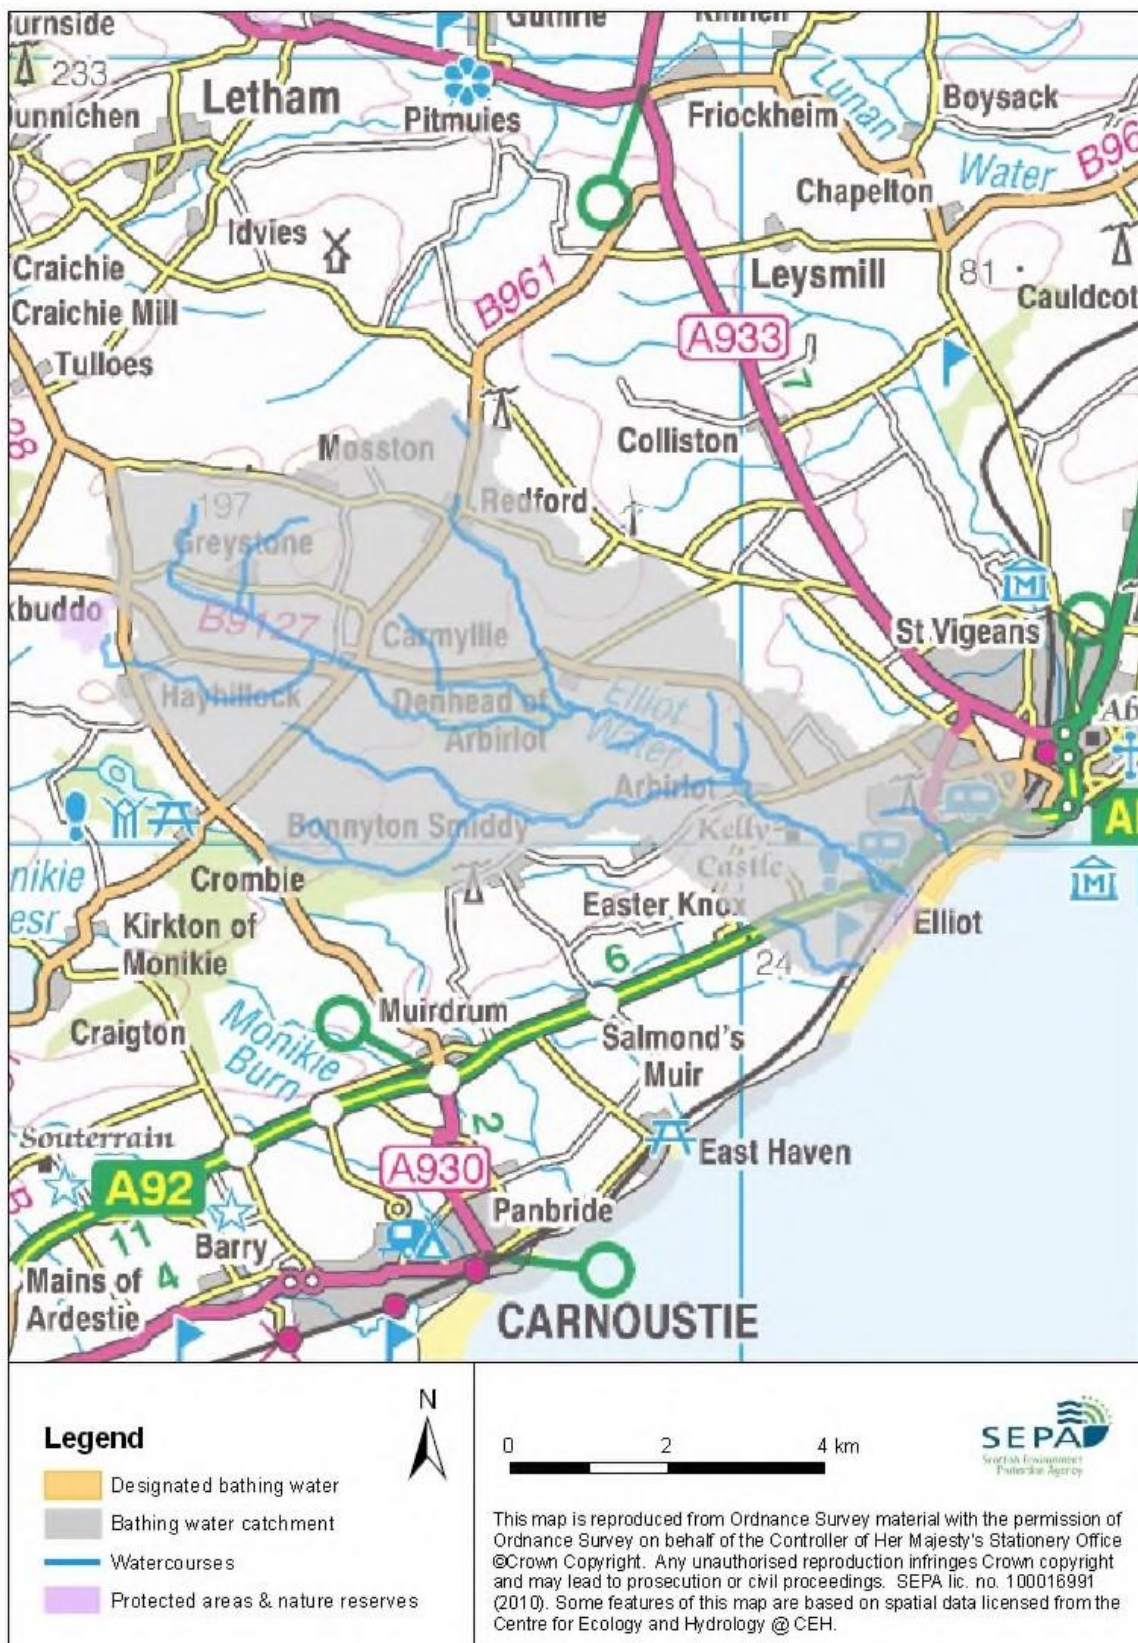 Guthrie
233
Letham
Pitmuies
Friockheim
Lunan
Water
Boysack
Chapelton
Idvies
Craichie
Craichie Mill
Leysmill
81
B961
A933
7
Tulloes
Mosston
Colliston
197
Redford
Greystone
B9127
Carmyllie
St Vigeans
M
Hayhillock
Denhead of
Arbirlot
Elliot
Water
Arbirlot
Bonnyton Smiddy
Kelly
Castle
M
Crombie
Easter Knox
Elliot
Kirkton of
Monikie
6
24
Craigton
Monikie
Burn
Muirdrum
Salmond's
Muir
Souterrain
2
A92
A930
East Haven
Panbride
11
Barry
4
Mains of
Ardestie
CARNOUSTIE
Legend
Designated bathing water
Bathing water catchment
Watercourses
Protected areas & nature reserves
N
0 2 4 km
SEPA
Scottish Environment
Protection Agency
This map is reproduced from Ordnance Survey material with the permission of
Ordnance Survey on behalf of the Controller of Her Majesty's Stationery Office
©Crown Copyright. Any unauthorised reproduction infringes Crown copyright
and may lead to prosecution or civil proceedings. SEPA lic. no. 100016991
(2010). Some features of this map are based on spatial data licensed from the
Centre for Ecology and Hydrology @ CEH.